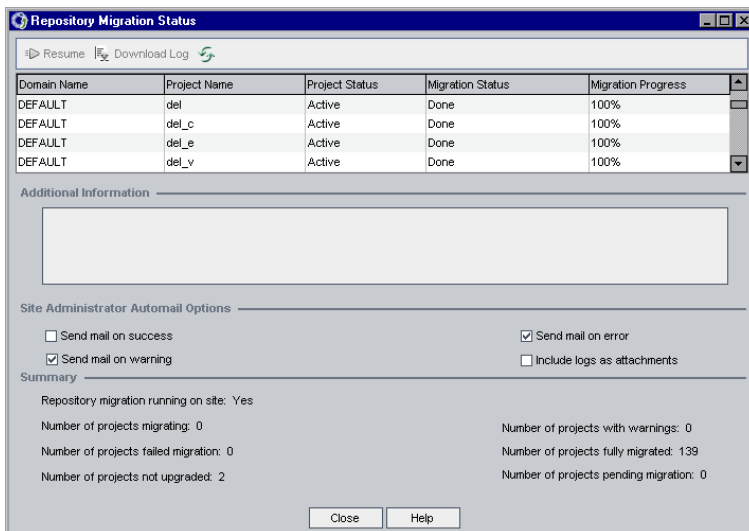 Repository Migration Status
Resume Download Log
Domain Name Project Name Project Status Migration Status Migration Progress
DEFAULT del Active Done 100%
DEFAULT del_c Active Done 100%
DEFAULT del_e Active Done 100%
DEFAULT del_v Active Done 100%
Additional Information
Site Administrator Automail Options
Send mail on success Send mail on error
Send mail on warning Include logs as attachments
Summary
Repository migration running on site: Yes
Number of projects migrating: 0 Number of projects with warnings: 0
Number of projects failed migration: 0 Number of projects fully migrated: 139
Number of projects not upgraded: 2 Number of projects pending migration: 0
Close Help